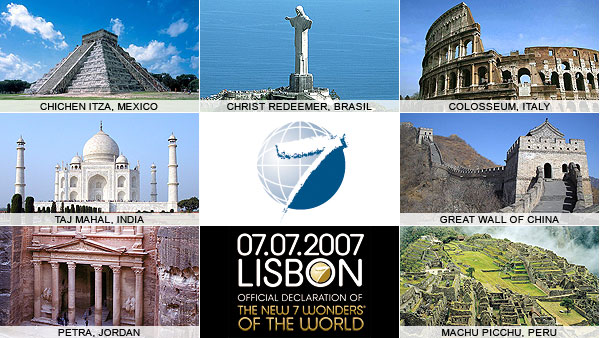 CHICHEN ITZA, MEXICO
CHRIST REDEEMER, BRASIL
COLOSSEUM, ITALY
TAJ MAHAL, INDIA
7
GREAT WALL OF CHINA
PETRA, JORDAN
07.07.2007
LISBON
OFFICIAL DECLARATION OF
THE NEW 7 WONDERS®
OF THE WORLD
MACHU PICCHU, PERU